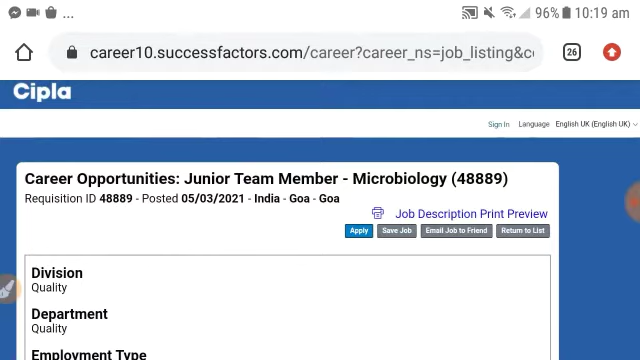 ... 96% 10:19 am
career10.successfactors.com/career?career_ns=job_listing&c 26
Cipla
Sign In Language English UK (English UK)
Career Opportunities: Junior Team Member - Microbiology (48889)
Requisition ID 48889 - Posted 05/03/2021 - India - Goa - Goa
Job Description Print Preview
Apply Save Job Email Job to Friend Return to List
Division
Quality
Department
Quality
Employment Type